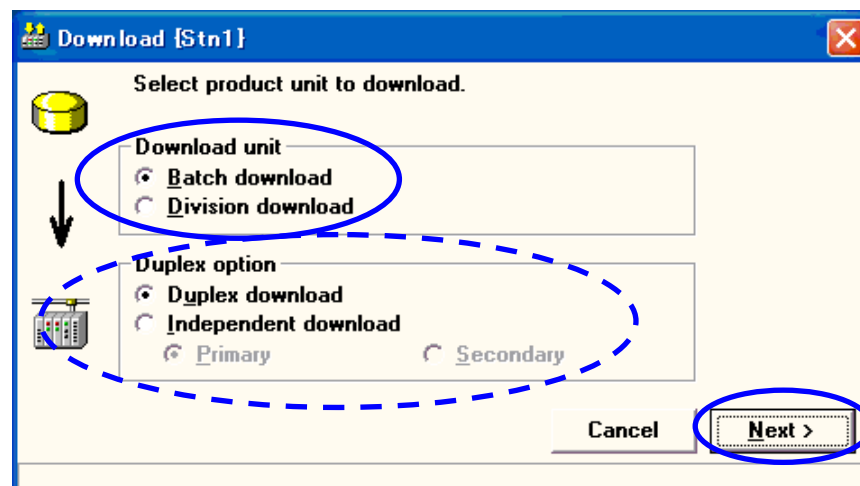 Download {Stn1}
Select product unit to download.
Download unit
Batch download
Division download
Duplex option
Duplex download
Independent download
Primary Secondary
Cancel Next >